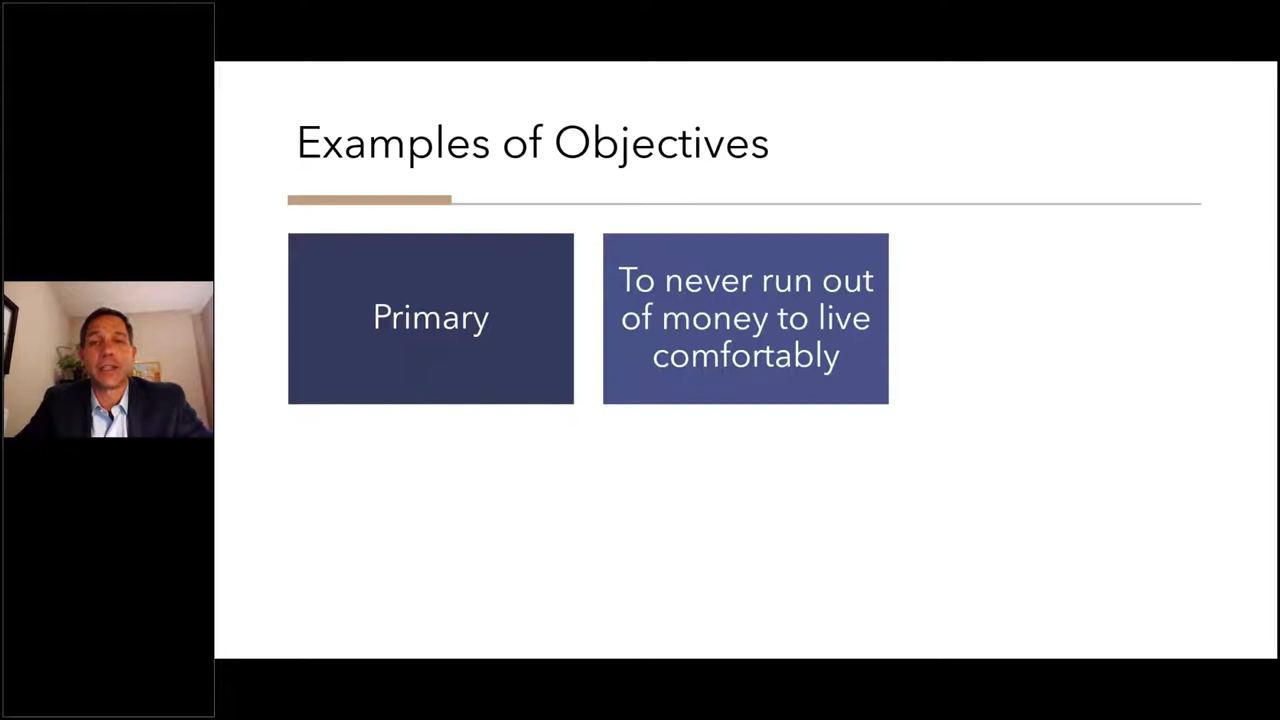 Examples of Objectives
Primary
To never run out
of money to live
comfortably